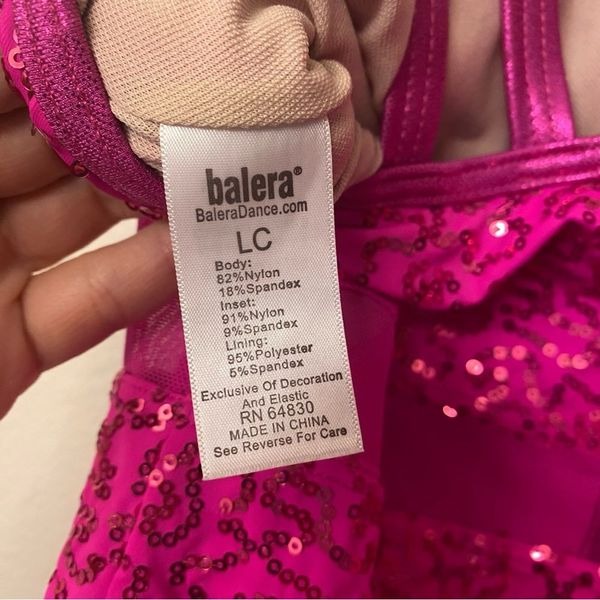 balera®
BaleraDance.com
LC
Body:
82%Nylon
18%Spandex
Inset:
91%Nylon
9%Spandex
Lining:
95%Polyester
5%Spandex
Exclusive Of Decoration
And Elastic
RN 64830
MADE IN CHINA
See Reverse For Care